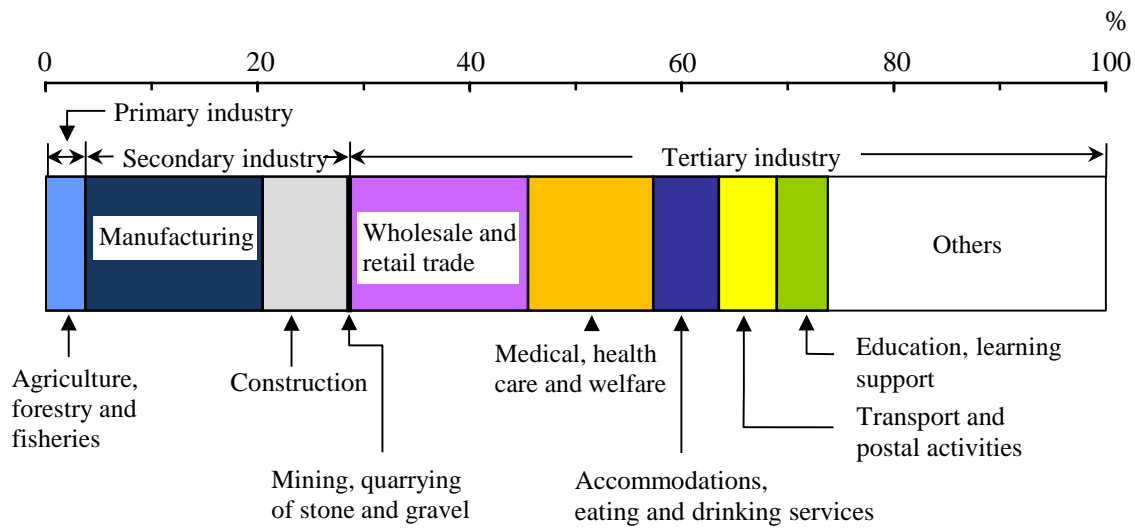 %
0 20 40 60 80 100
Primary industry
Secondary industry
Tertiary industry
Manufacturing
Wholesale and
retail trade
Others
Agriculture,
forestry and
fisheries
Construction
Mining, quarrying
of stone and gravel
Medical, health
care and welfare
Accommodations,
eating and drinking services
Transport and
postal activities
Education, learning
support